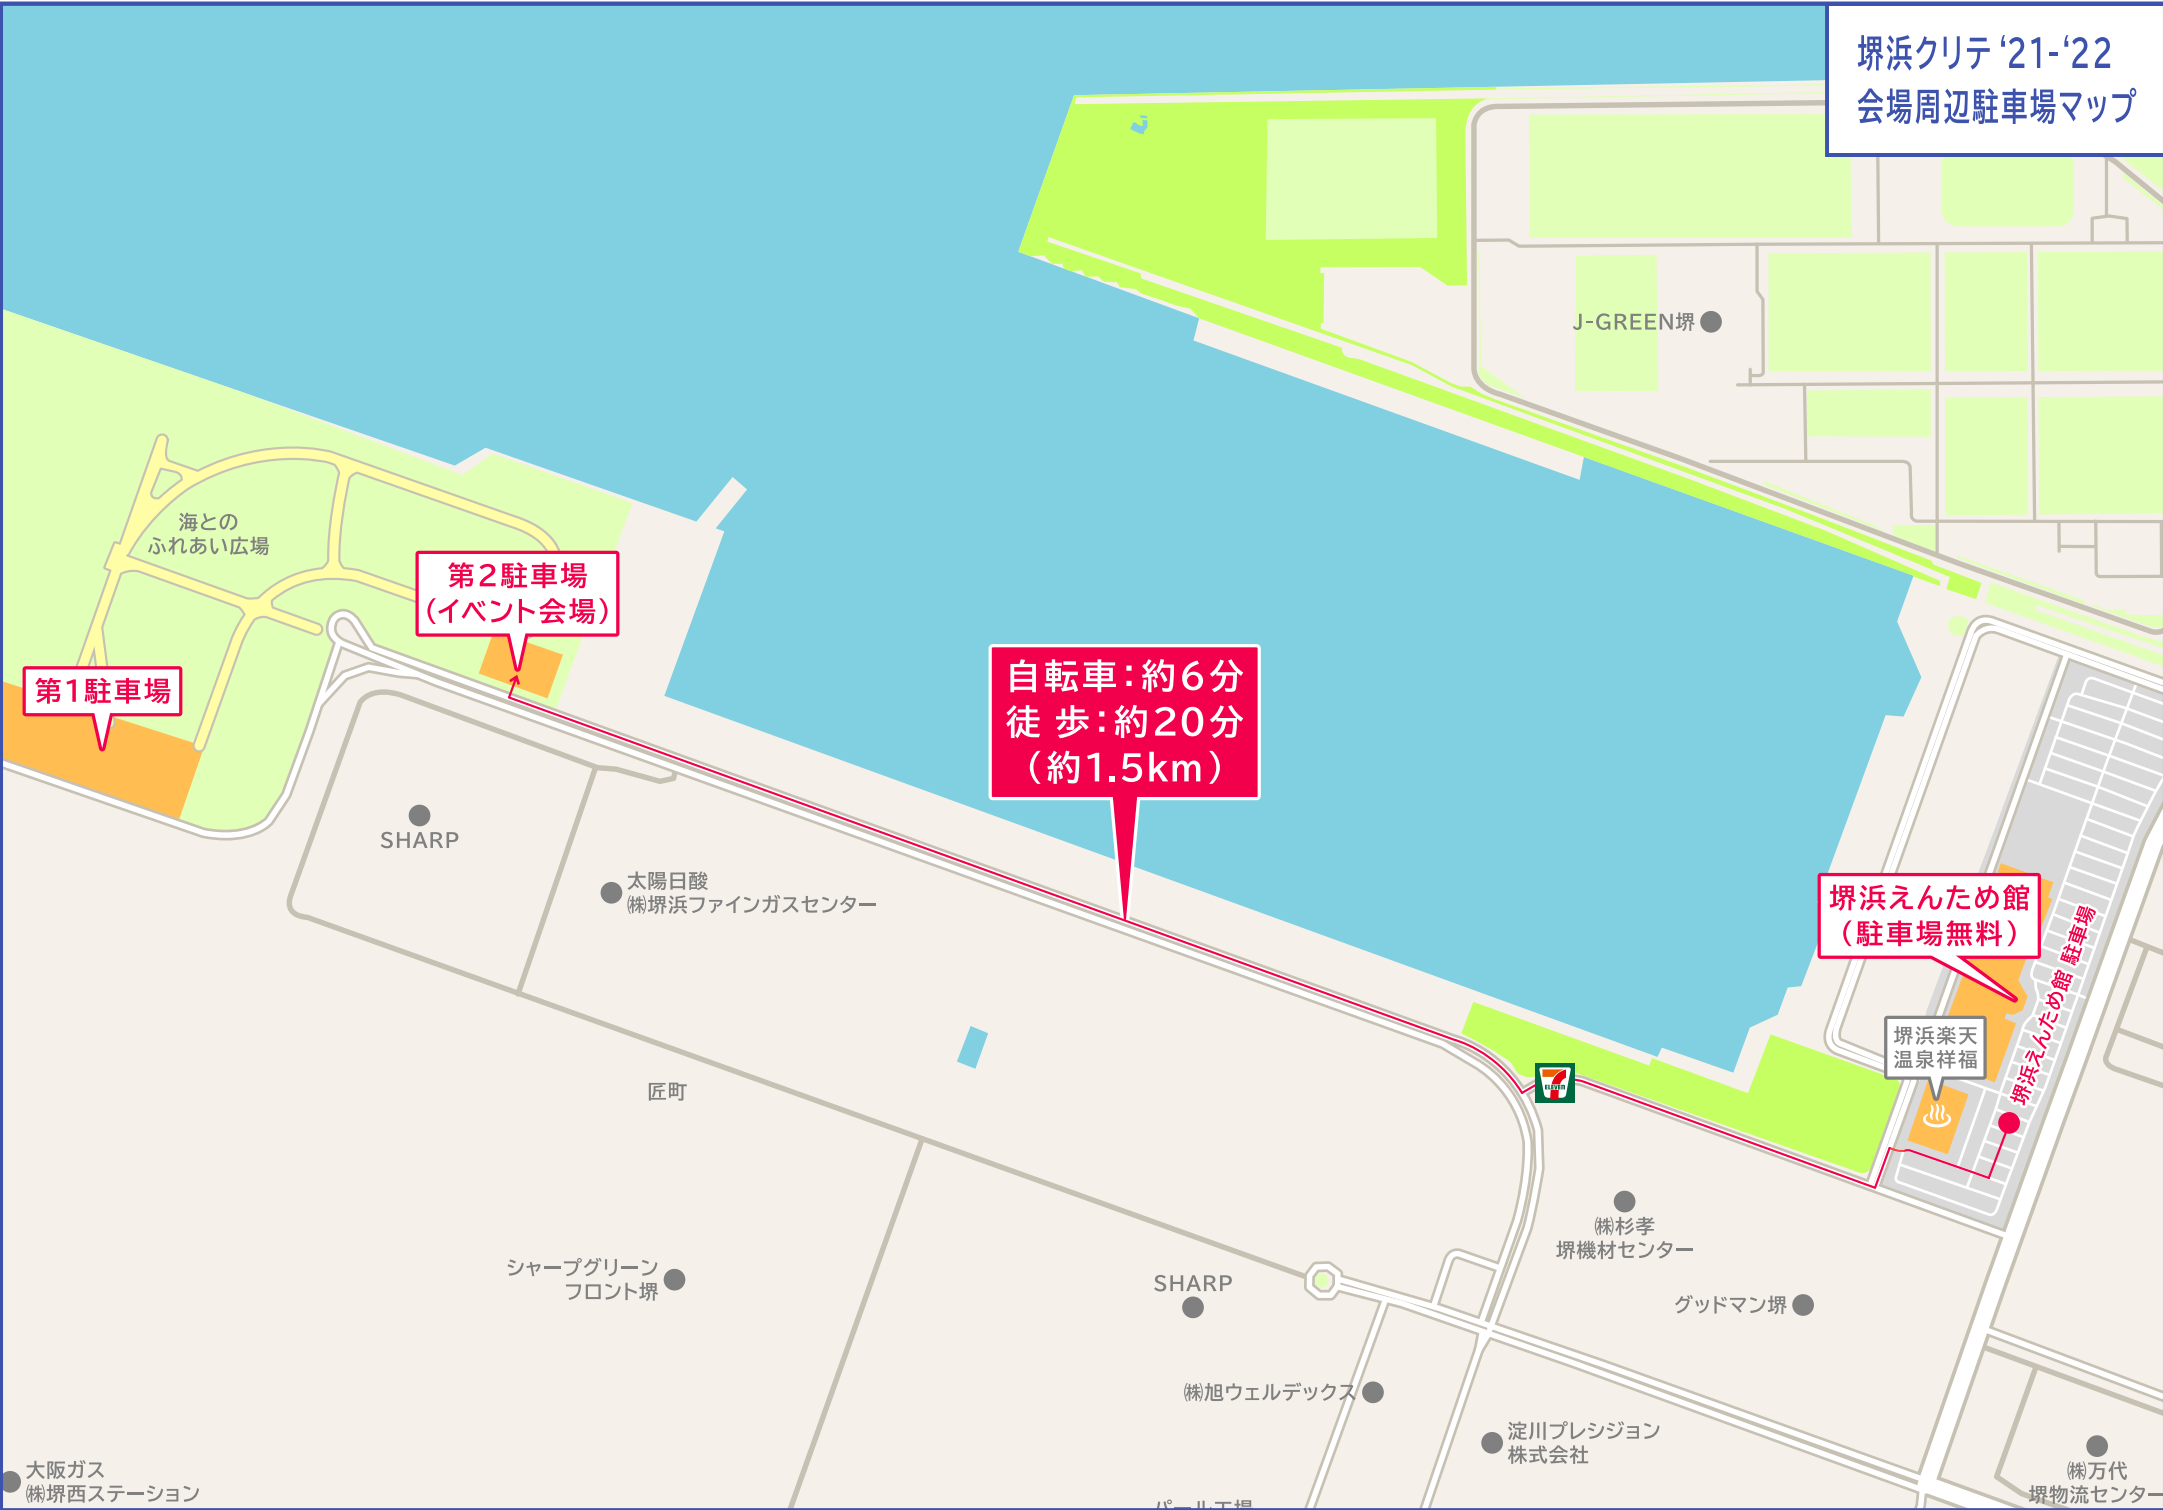 堺浜クリテ ‘21-‘22
会場周辺駐車場マップ
J-GREEN堺
海との
ふれあい広場
第2駐車場
（イベント会場）
第1駐車場
自転車：約6分
徒 歩：約20分
（約1.5km）
SHARP
太陽日酸
㈱堺浜ファインガスセンター
堺浜えんため館
（駐車場無料）
堺浜えんため館 駐車場
堺浜楽天
温泉祥福
7
ELEVEn
匠町
㈱杉孝
堺機材センター
シャープグリーン
フロント堺
SHARP
グッドマン堺
㈱旭ウェルデックス
淀川プレシジョン
株式会社
大阪ガス
㈱堺西ステーション
㈱万代
堺物流センター
パール工場